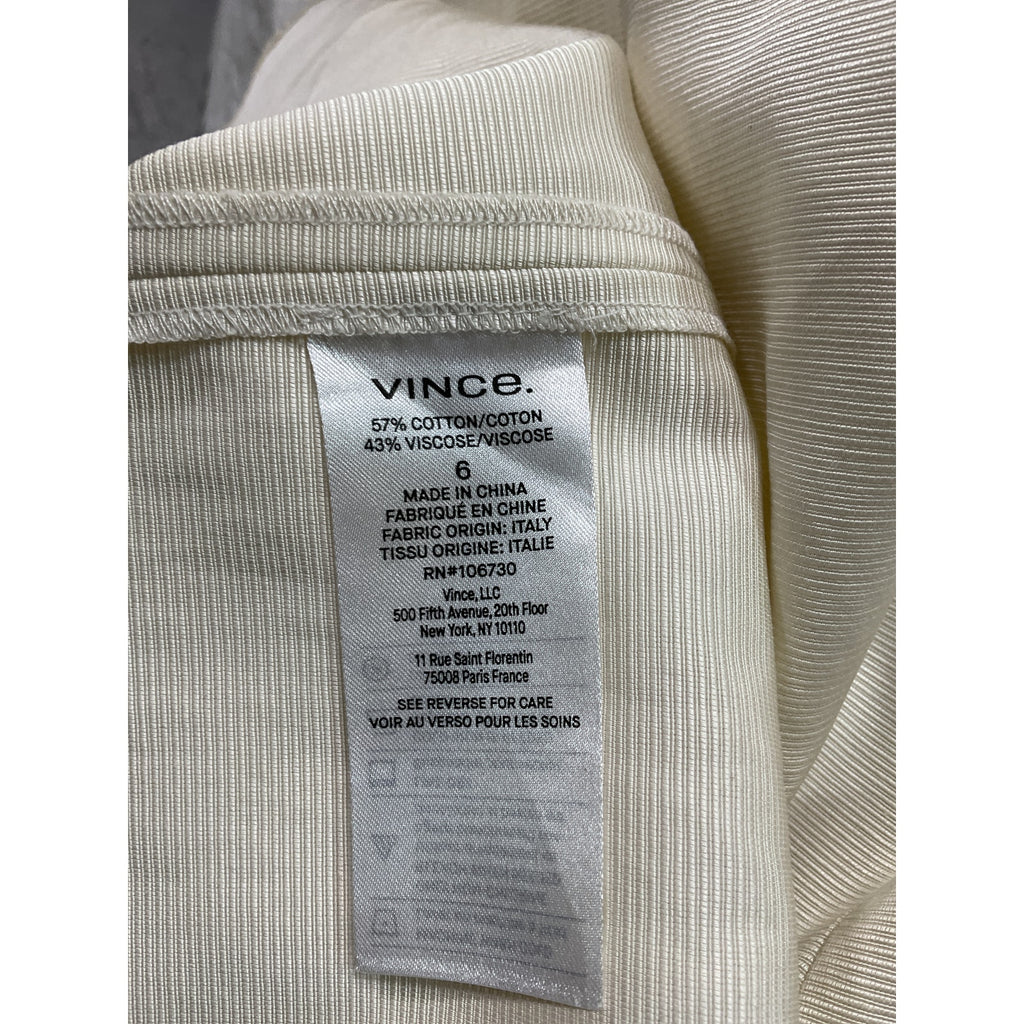 VINCe.
57% COTTON/COTON
43% VISCOSE/VISCOSE
6
MADE IN CHINA
FABRIQUÉ EN CHINE
FABRIC ORIGIN: ITALY
TISSU ORIGINE: ITALIE
RN#106730
Vince, LLC
500 Fifth Avenue, 20th Floor
New York, NY 10110
11 Rue Saint Florentin
75008 Paris France
SEE REVERSE FOR CARE
VOIR AU VERSO POUR LES SOINS